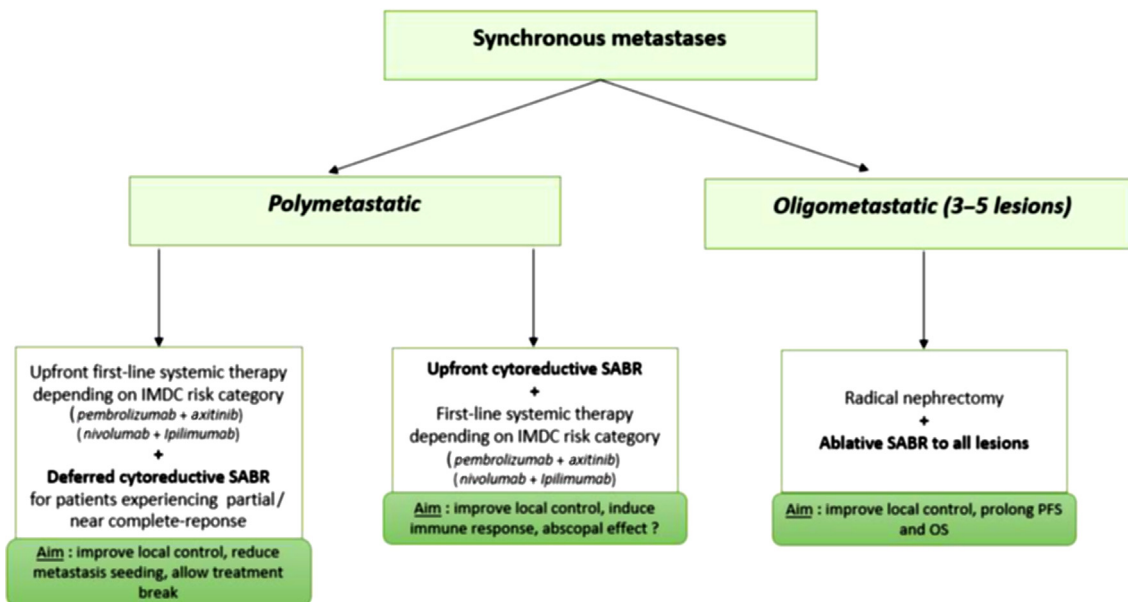 Synchronous metastases
Polymetastatic
Oligometastatic (3–5 lesions)
Upfront first-line systemic therapy
depending on IMDC risk category
( pembrolizumab + axitinib)
(nivolumab + Ipilimumab)
+
Deferred cytoreductive SABR
for patients experiencing partial/
near complete-reponse
Aim : improve local control, reduce
metastasis seeding, allow treatment
break
Upfront cytoreductive SABR
+
First-line systemic therapy
depending on IMDC risk category
( pembrolizumab + axitinib)
(nivolumab + Ipilimumab)
Aim : improve local control, induce
immune response, abscopal effect ?
Radical nephrectomy
+
Ablative SABR to all lesions
Aim : improve local control, prolong PFS
and OS